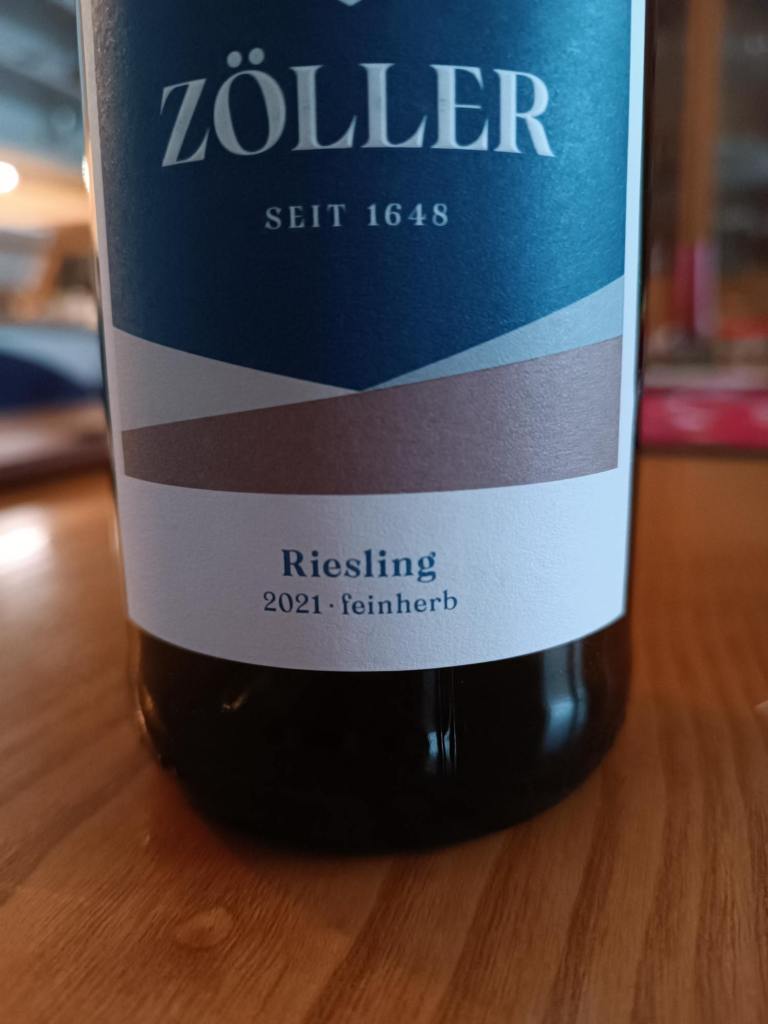 ZÖLLER
SEIT 1648
Riesling
2021 · feinherb